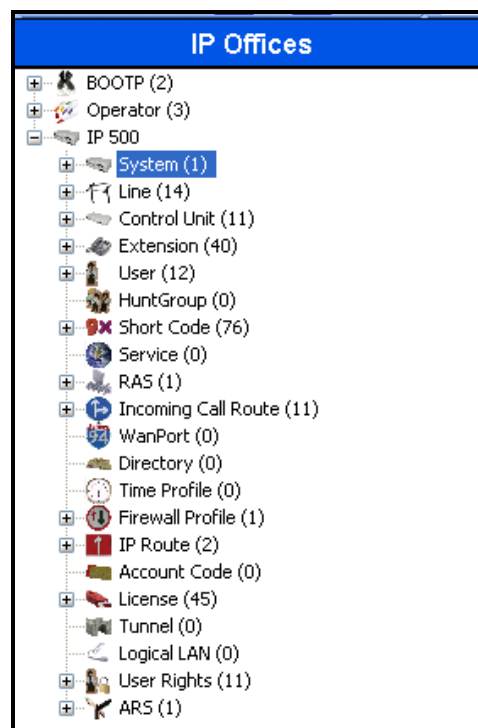 IP Offices
BOOTP (2)
Operator (3)
IP 500
System (1)
Line (14)
Control Unit (11)
Extension (40)
User (12)
HuntGroup (0)
9x Short Code (76)
Service (0)
RAS (1)
Incoming Call Route (11)
94 WanPort (0)
Directory (0)
Time Profile (0)
Firewall Profile (1)
IP Route (2)
Account Code (0)
License (45)
Tunnel (0)
Logical LAN (0)
User Rights (11)
ARS (1)